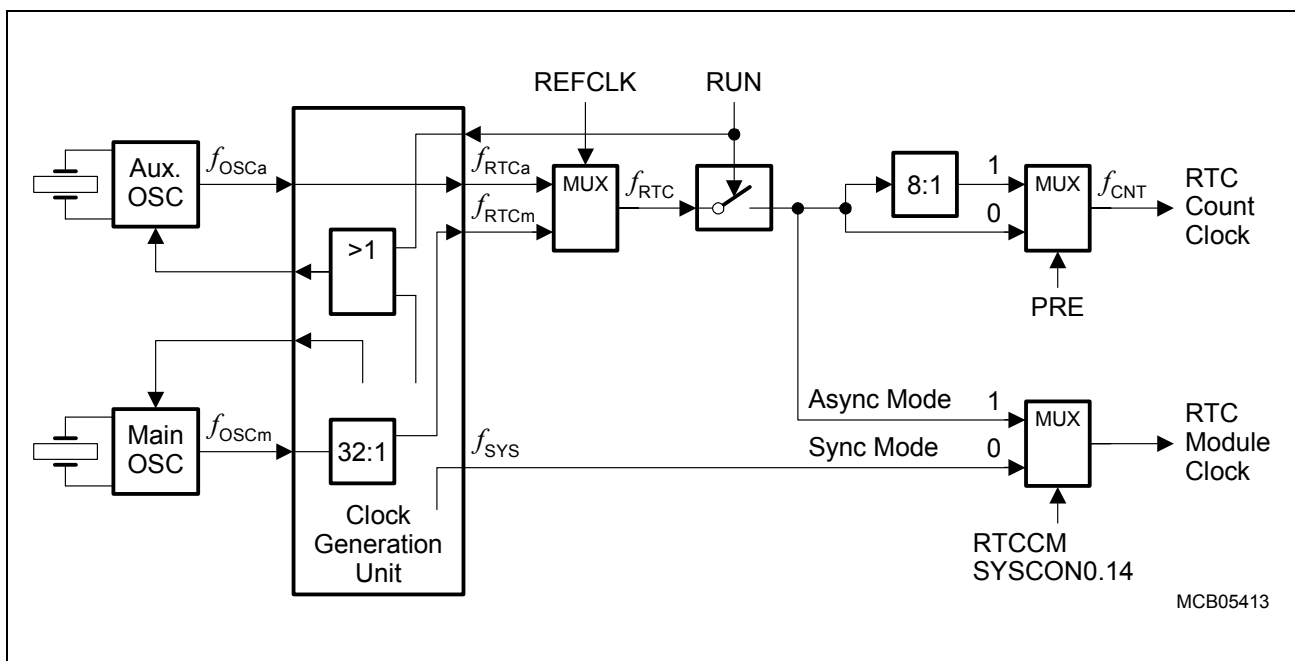 REFCLK RUN
Aux.
OSC
fOSCa
fRTCa
MUX
fRTC
8:1
1
MUX
fCNT
RTC
Count
Clock
fRTCm
0
>1
PRE
Main
OSC
fOSCm
32:1
fSYS
Async Mode 1
Sync Mode 0
MUX
RTC
Module
Clock
Clock
Generation
Unit
RTCCM
SYSCON0.14
MCB05413